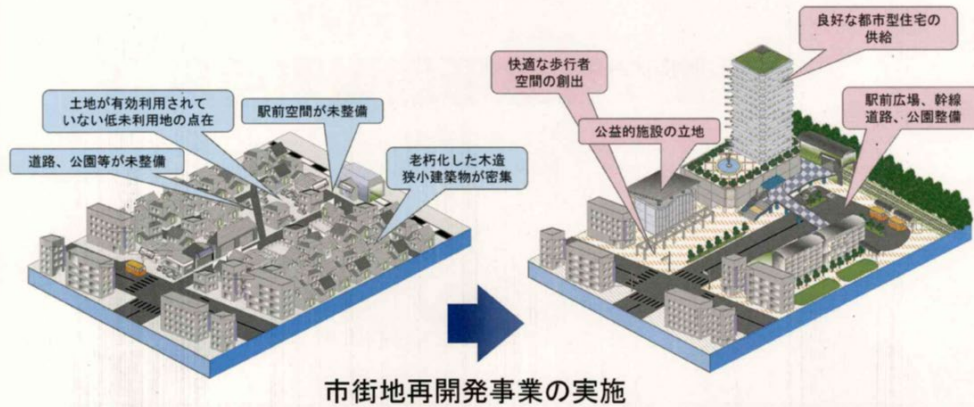 土地が有効利用されて
いない低未利用地の点在
駅前空間が未整備
道路、公園等が未整備
老朽化した木造
狭小建築物が密集
良好な都市型住宅の
供給
快適な歩行者
空間の創出
公益的施設の立地
駅前広場、幹線
道路、公園整備
市街地再開発事業の実施